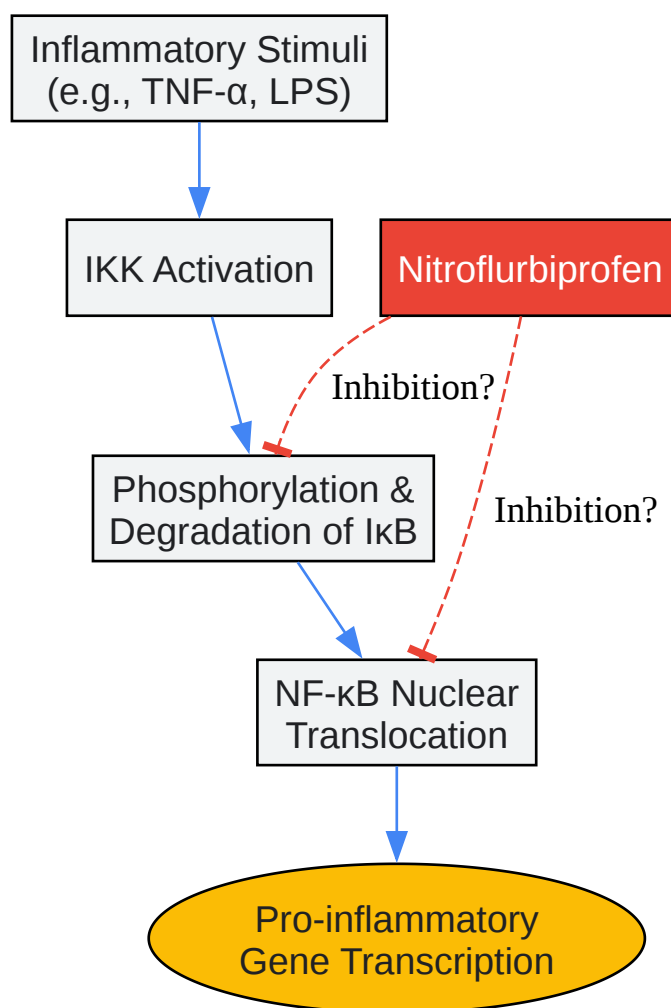 Inflammatory Stimuli
(e.g., TNF-α, LPS)
IKK Activation
Nitroflurbiprofen
Inhibition?
Phosphorylation &
Degradation of IκB
Inhibition?
NF-κB Nuclear
Translocation
Pro-inflammatory
Gene Transcription